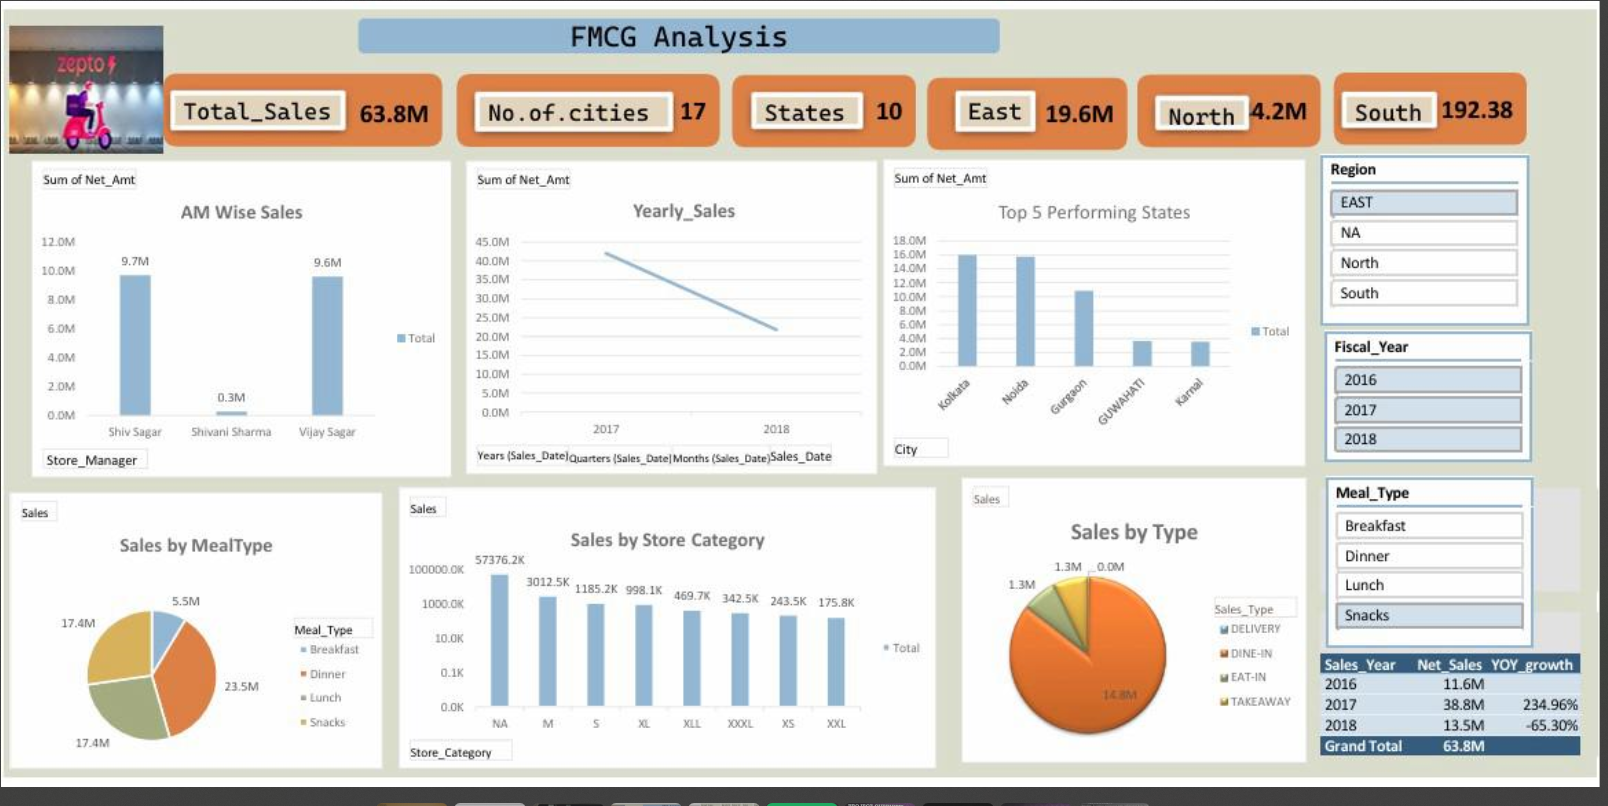 FMCG Analysis
zepto
Total_Sales 63.8M
No.of.cities 17
States 10
East 19.6M
North 4.2M
South 192.38
Sum of Net_Amt
AM Wise Sales
12.0M
10.0M
8.0M
6.0M
4.0M
2.0M
0.0M
9.7M
0.3M
9.6M
Shiv Sagar
Shivani Sharma
Vijay Sagar
Total
Store_Manager
Sum of Net_Amt
Yearly_Sales
45.0M
40.0M
35.0M
30.0M
25.0M
20.0M
15.0M
10.0M
5.0M
0.0M
2017
2018
Years (Sales_Date) Quarters (Sales_Date) Months (Sales_Date) Sales_Date
Sum of Net_Amt
Top 5 Performing States
18.0M
16.0M
14.0M
12.0M
10.0M
8.0M
6.0M
4.0M
2.0M
0.0M
Kolkata
Noida
Gurgaon
GUWAHATI
Karnal
Total
City
Region
EAST
NA
North
South
Fiscal_Year
2016
2017
2018
Sales
Sales by MealType
5.5M
23.5M
17.4M
17.4M
Meal_Type
Breakfast
Dinner
Lunch
Snacks
Sales
Sales by Store Category
100000.0K
1000.0K
10.0K
0.1K
0.0K
57376.2K
3012.5K
1185.2K
998.1K
469.7K
342.5K
243.5K
175.8K
NA
M
S
XL
XLL
XXXL
XS
XXL
Total
Store_Category
Sales
Sales by Type
1.3M
1.3M
0.0M
14.8M
Sales_Type
DELIVERY
DINE-IN
EAT-IN
TAKEAWAY
Meal_Type
Breakfast
Dinner
Lunch
Snacks
Sales_Year Net_Sales YOY_growth
2016 11.6M
2017 38.8M 234.96%
2018 13.5M -65.30%
Grand Total 63.8M